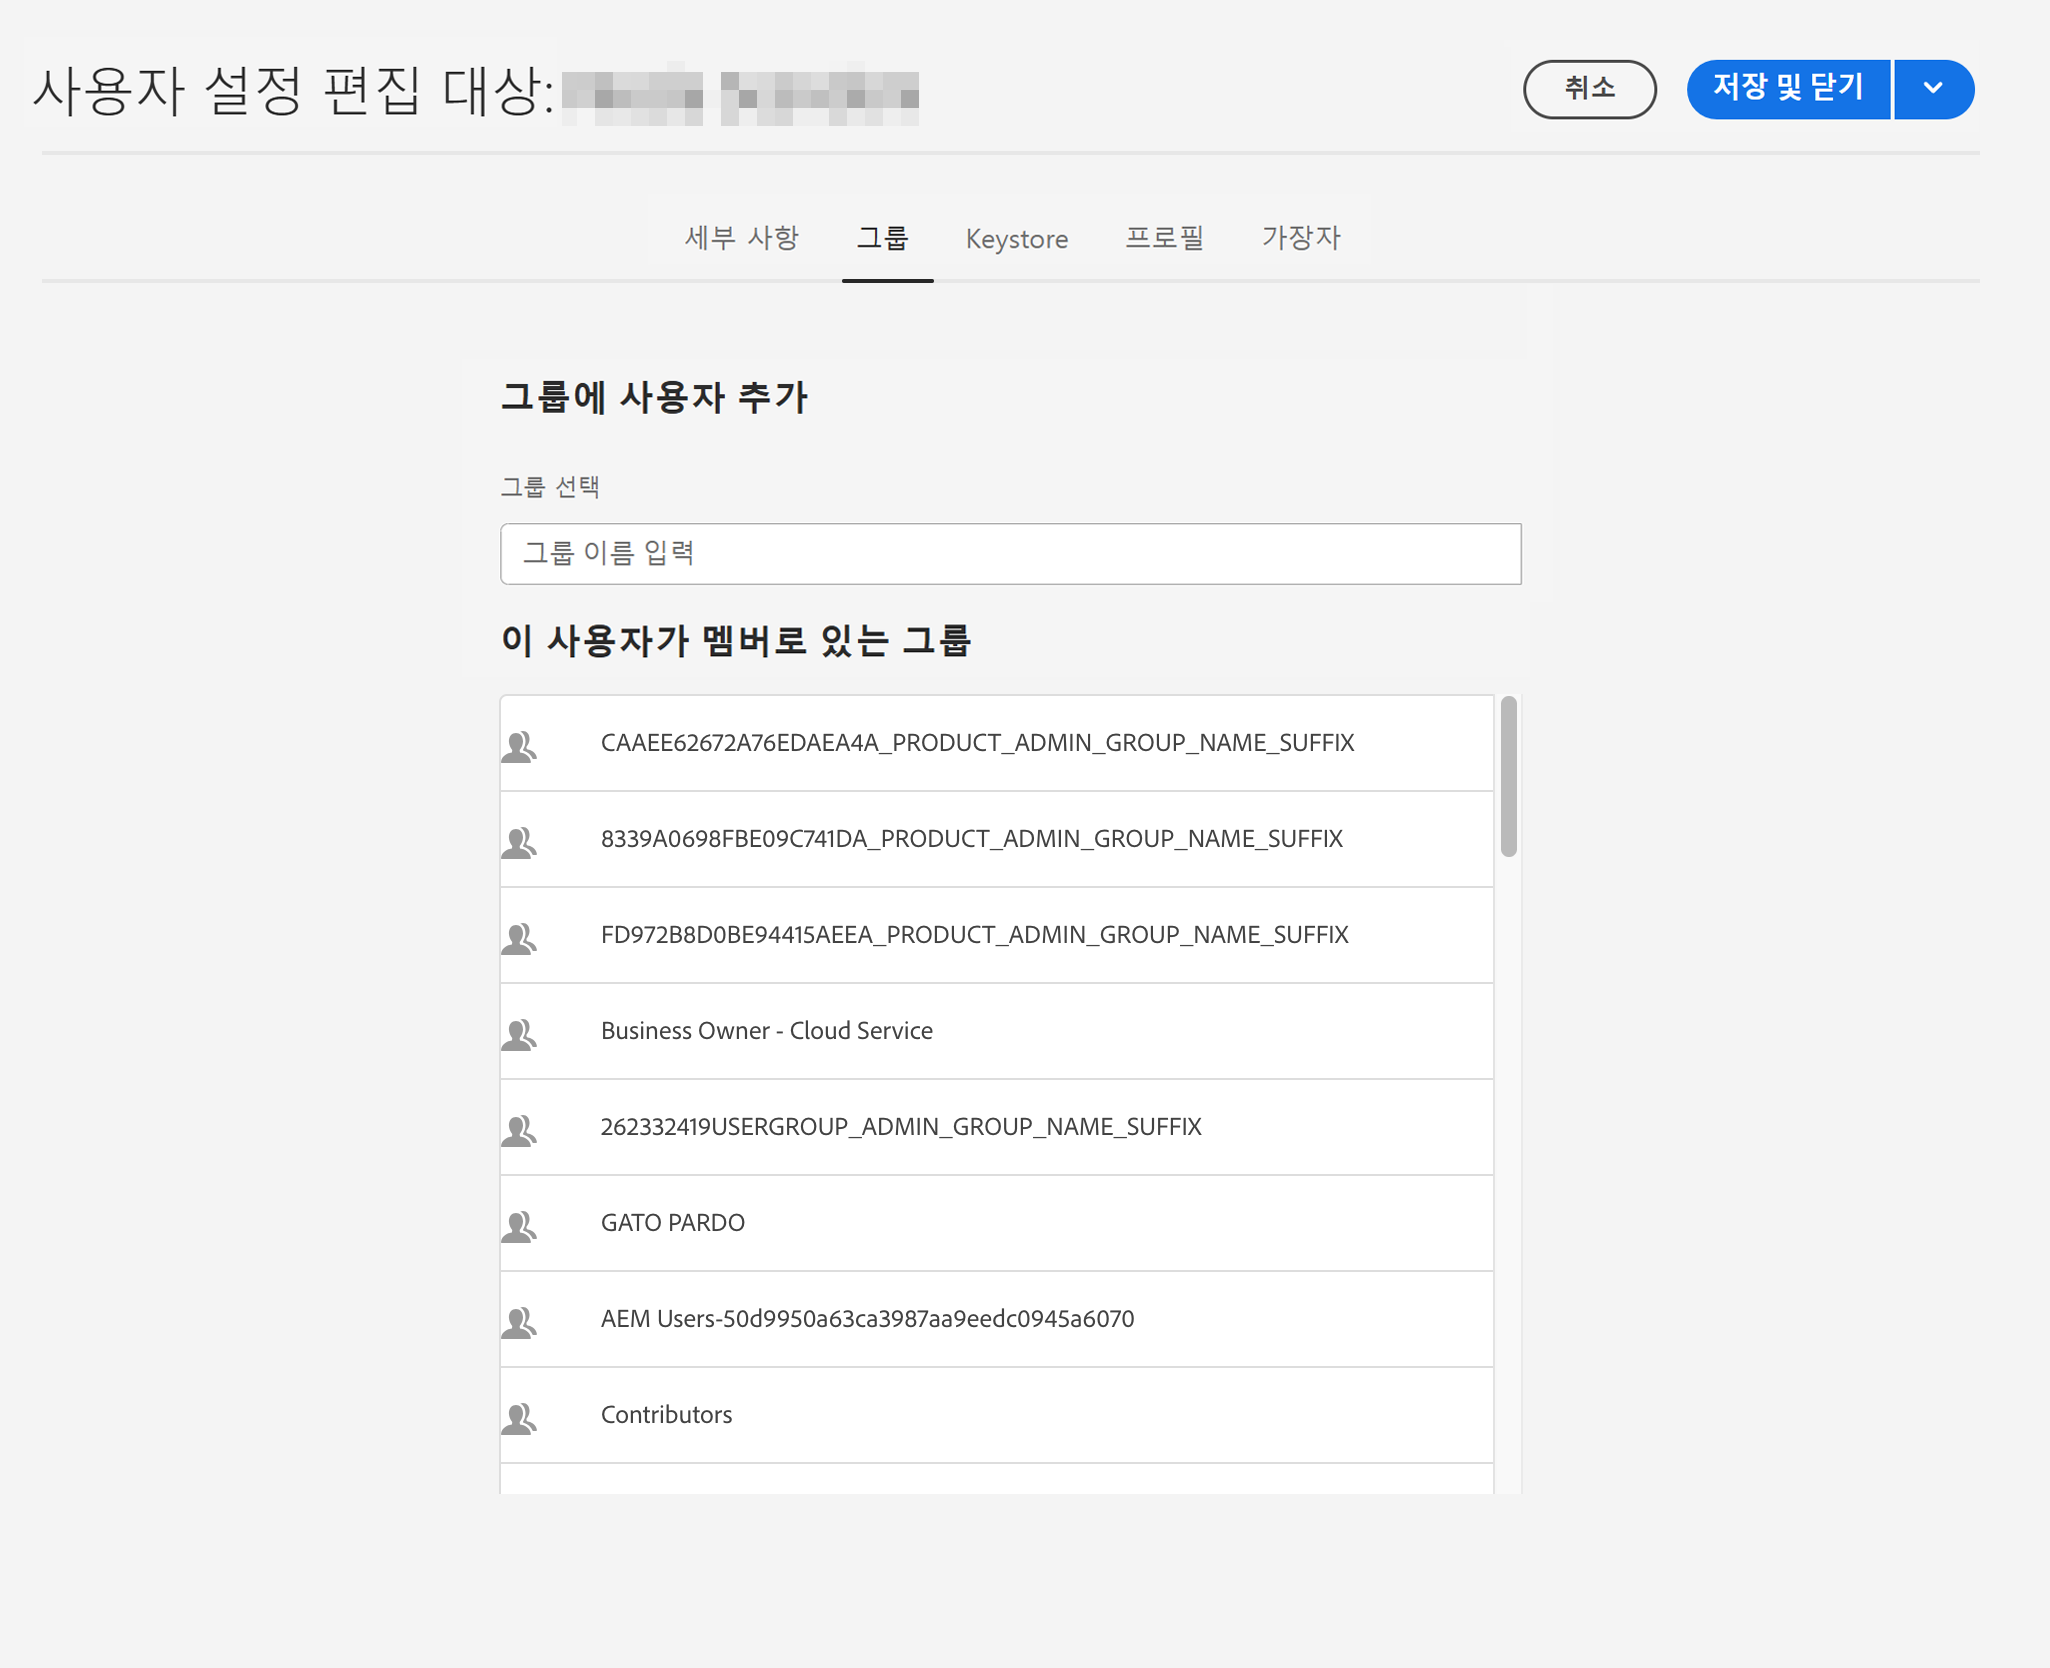 사용자 설정 편집 대상:
취소
저장 및 닫기
세부 사항
그룹
Keystore
프로필
가장자
그룹에 사용자 추가
그룹 선택
그룹 이름 입력
이 사용자가 멤버로 있는 그룹
CAAEE62672A76EDAEA4A_PRODUCT_ADMIN_GROUP_NAME_SUFFIX
8339A0698FBE09C741DA_PRODUCT_ADMIN_GROUP_NAME_SUFFIX
FD972B8D0BE94415AEEA_PRODUCT_ADMIN_GROUP_NAME_SUFFIX
Business Owner - Cloud Service
262332419USERGROUP_ADMIN_GROUP_NAME_SUFFIX
GATO PARDO
AEM Users-50d9950a63ca3987aa9eedc0945a6070
Contributors